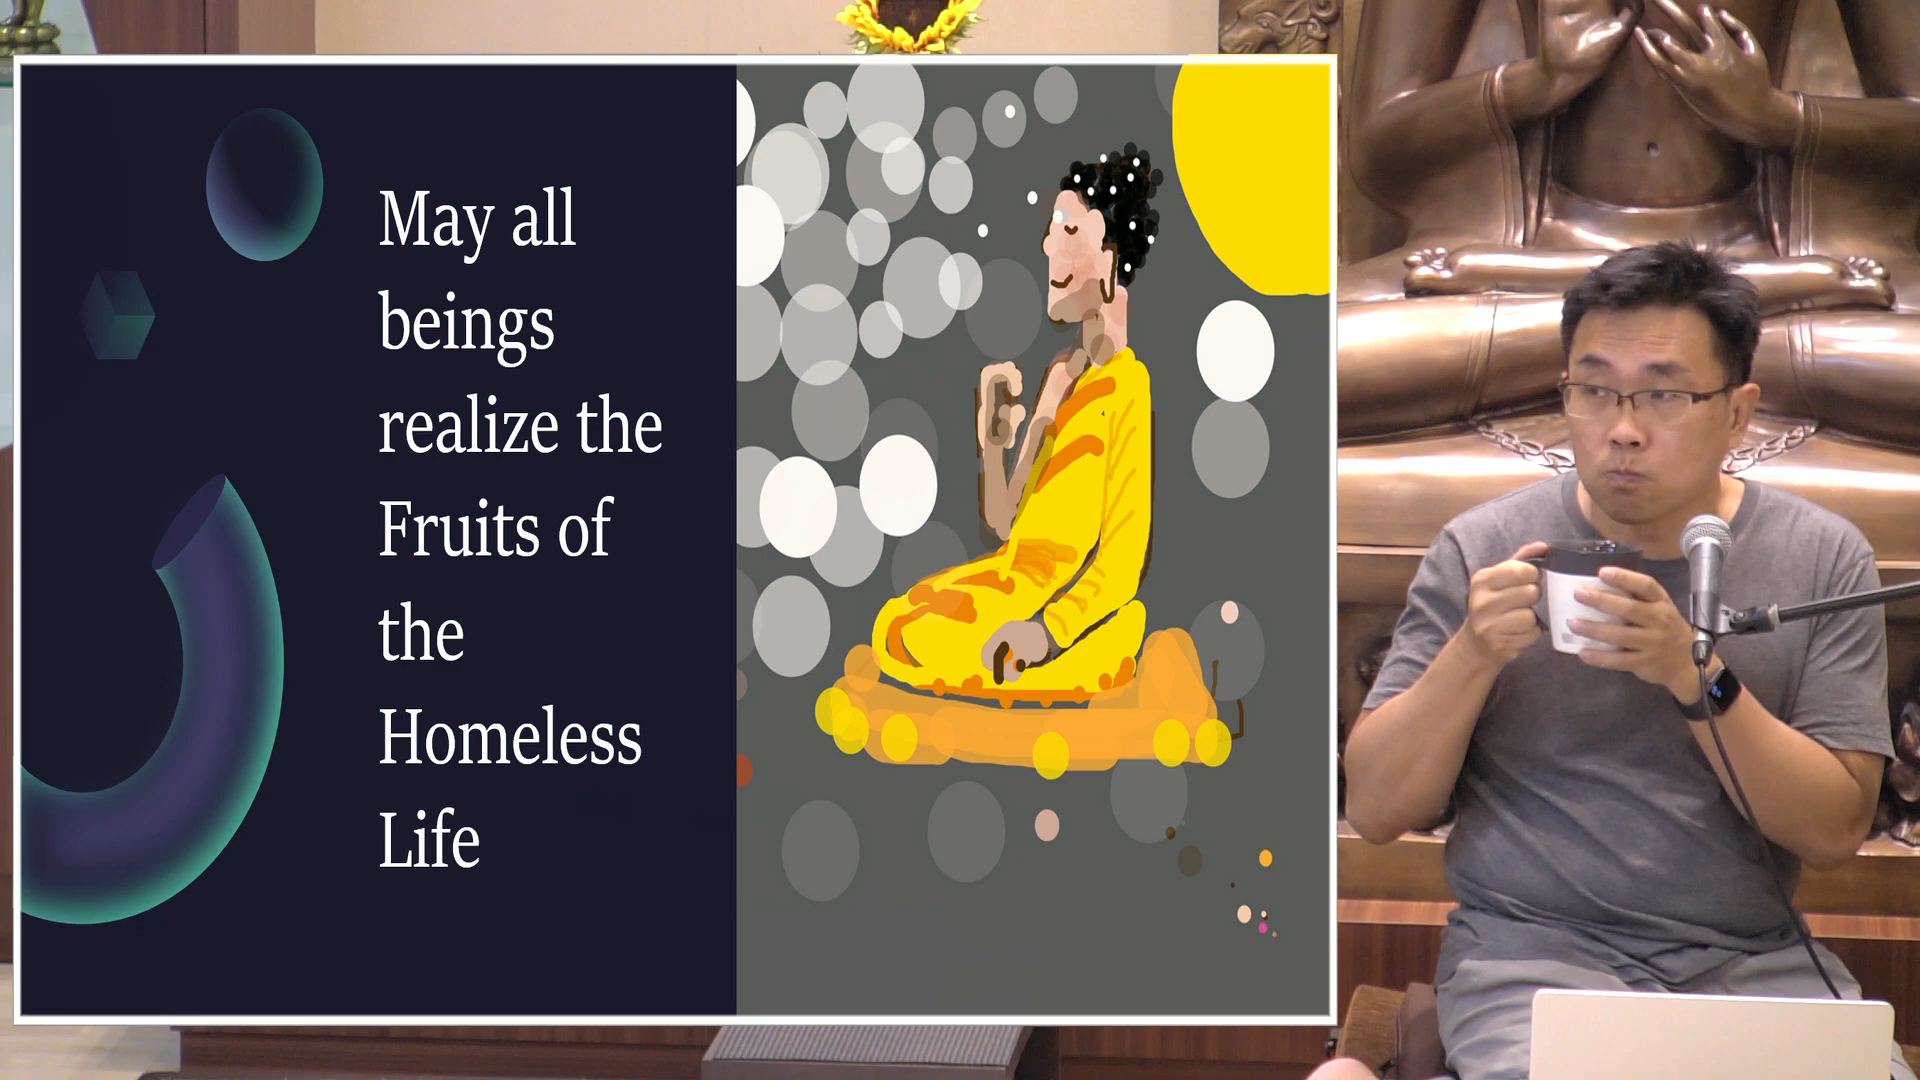 May all
beings
realize the
Fruits of
the
Homeless
Life